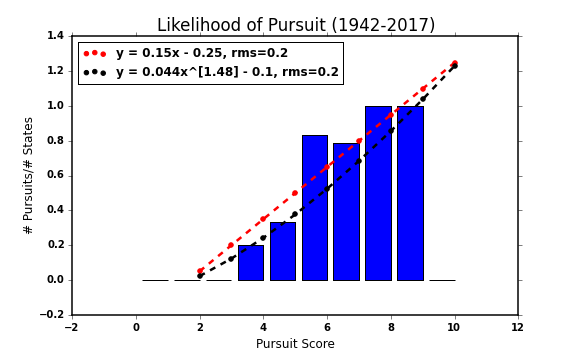 Likelihood of Pursuit (1942-2017)
y = 0.15x - 0.25, rms=0.2
y = 0.044x^[1.48] - 0.1, rms=0.2
1.4
1.2
1.0
0.8
0.6
0.4
0.2
0.0
−0.2
# Pursuits/# States
−2 0 2 4 6 8 10 12
Pursuit Score